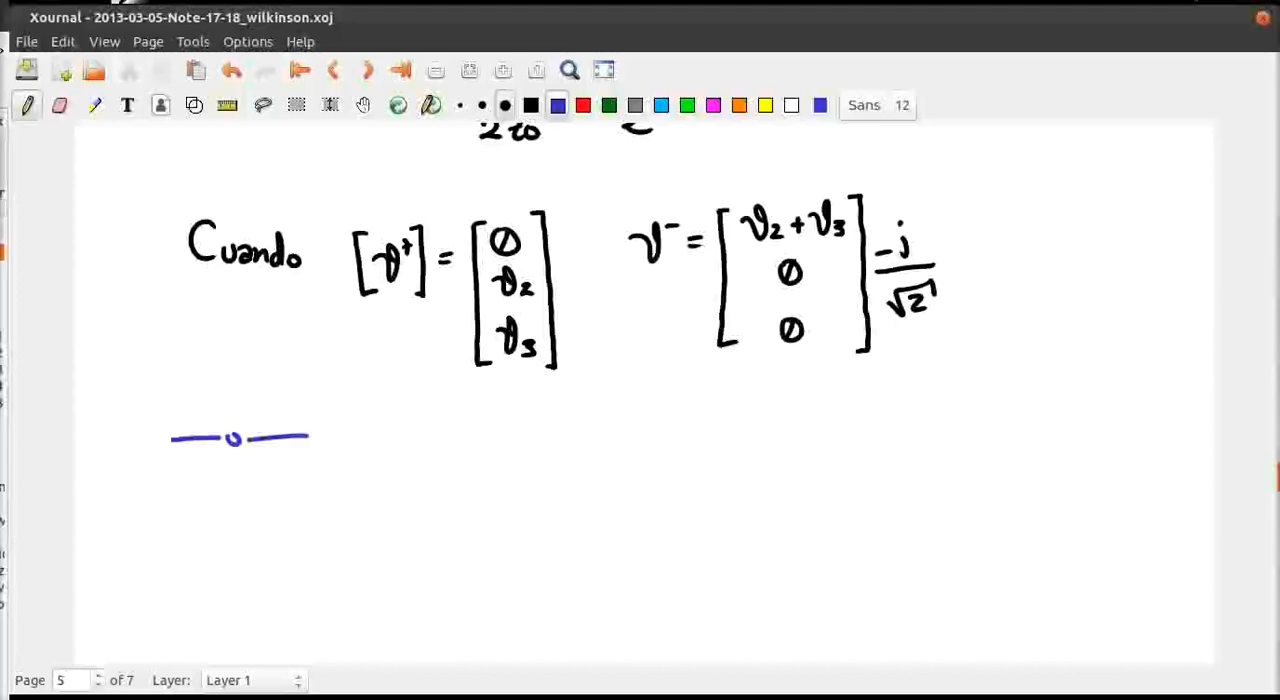 Xournal - 2013-03-05-Note-17-18_wilkinson.xoj
File Edit View Page Tools Options Help
Sans 12
Cuando [v⁺] = [0 v₂ v₃] v⁻ = [v₂+v₃ 0 0] -j/√2
Page 5 of 7 Layer: Layer 1